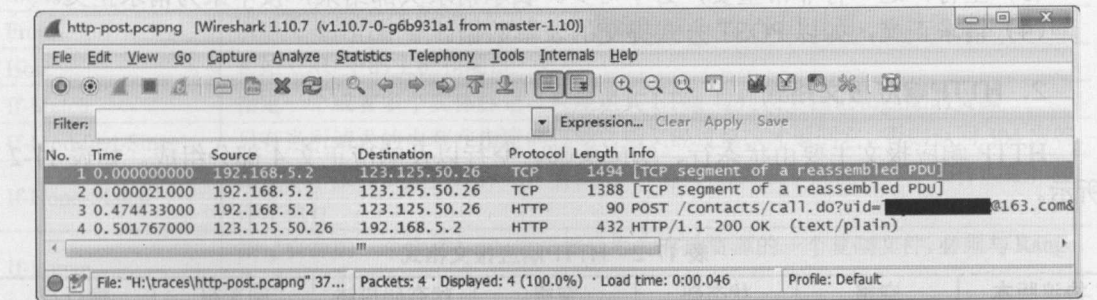 http-post.pcapng [Wireshark 1.10.7 (v1.10.7-0-g6b931a1 from master-1.10)]
File Edit View Go Capture Analyze Statistics Telephony Tools Internals Help
Filter: Expression... Clear Apply Save
No. Time Source Destination Protocol Length Info
1 0.000000000 192.168.5.2 123.125.50.26 TCP 1494 [TCP segment of a reassembled PDU]
2 0.000021000 192.168.5.2 123.125.50.26 TCP 1388 [TCP segment of a reassembled PDU]
3 0.474433000 192.168.5.2 123.125.50.26 HTTP 90 POST /contacts/call.do?uid= @163.com&
4 0.501767000 123.125.50.26 192.168.5.2 HTTP 432 HTTP/1.1 200 OK (text/plain)
File: "H:\traces\http-post.pcapng" 37... Packets: 4 · Displayed: 4 (100.0%) · Load time: 0:00.046 Profile: Default